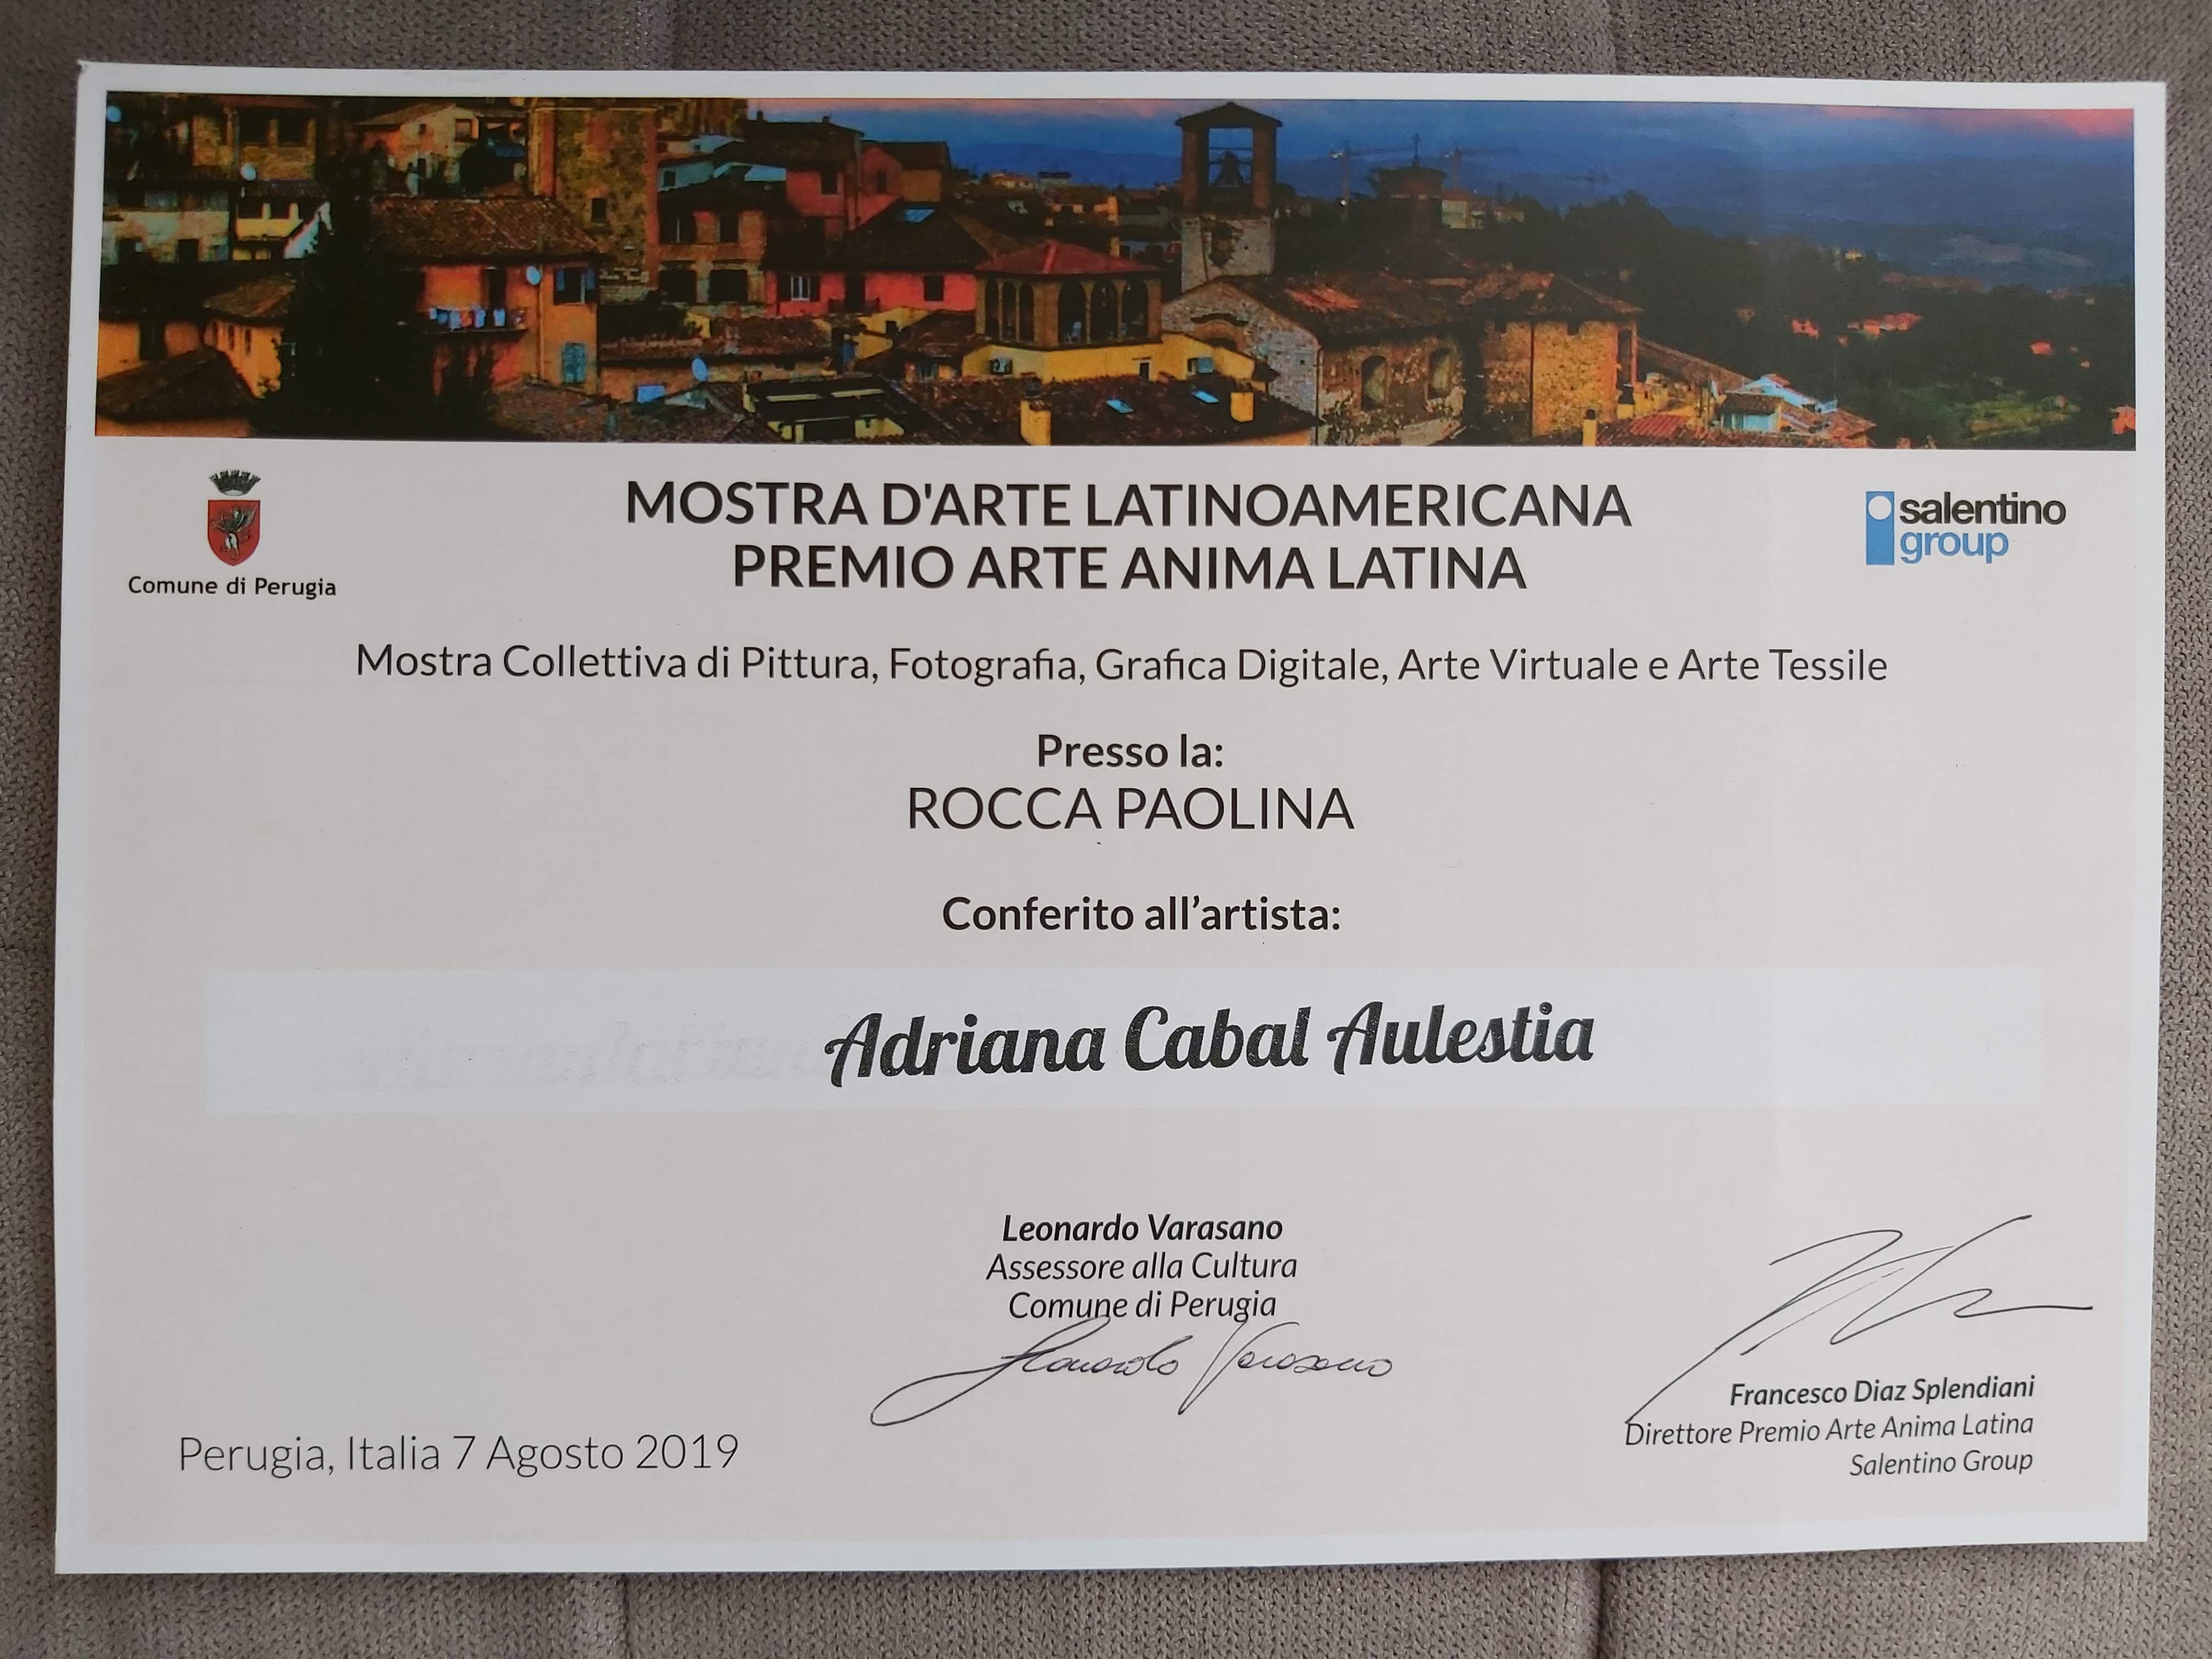 MOSTRA D'ARTE LATINOAMERICANA
PREMIO ARTE ANIMA LATINA
Comune di Perugia
salentino
group
Mostra Collettiva di Pittura, Fotografia, Grafica Digitale, Arte Virtuale e Arte Tessile
Presso la:
ROCCA PAOLINA
Conferito all’artista:
Adriana Cabal Aulestia
Leonardo Varasano
Assessore alla Cultura
Comune di Perugia
Leonardo Varasano
Francesco Diaz Splendiani
Direttore Premio Arte Anima Latina
Salentino Group
Perugia, Italia 7 Agosto 2019